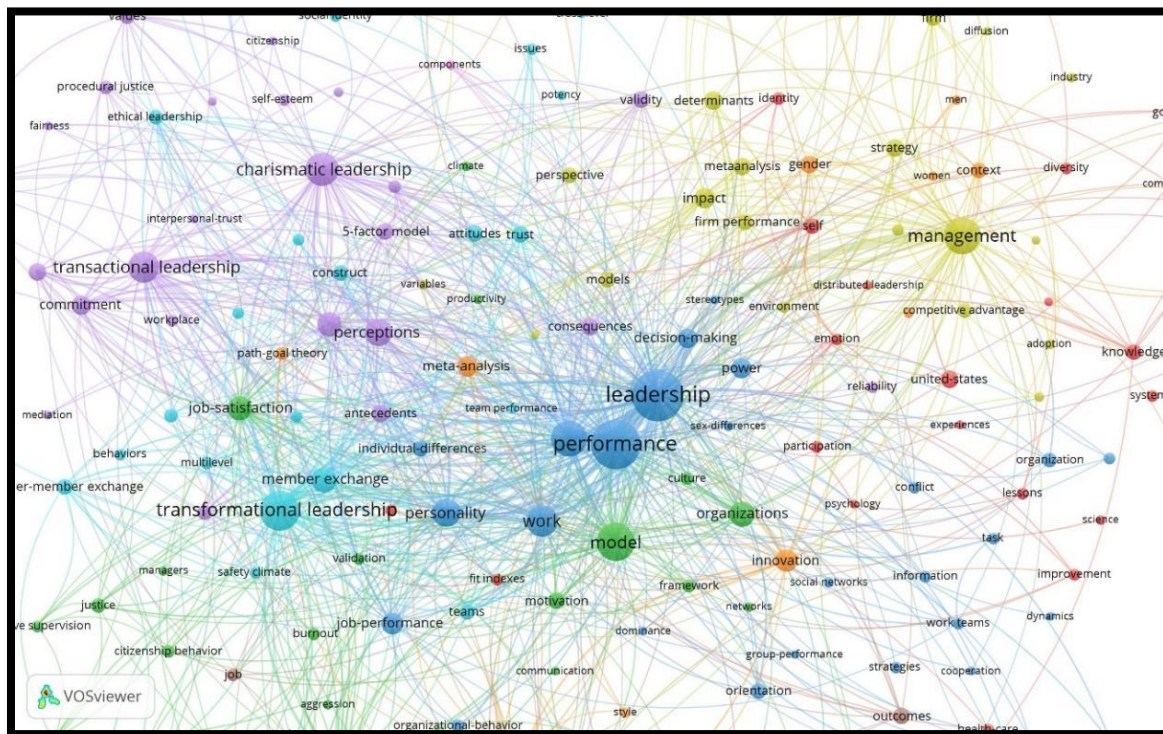 values
social identity
firm
citizenship
issues
diffusion
procedural justice
components
industry
self-esteem
potency
validity
determinants
identity
men
ethical leadership
fairness
strategy
charismatic leadership
climate
perspective
metaanalysis
gender
women
context
diversity
impact
interpersonal-trust
5-factor model
attitudes
trust
firm performance
self
management
transactional leadership
construct
variables
models
distributed leadership
commitment
workplace
productivity
stereotypes
environment
competitive advantage
perceptions
consequences
decision-making
emotion
adoption
path-goal theory
meta-analysis
power
knowledge
united-states
reliability
system
leadership
job-satisfaction
mediation
antecedents
team performance
sex-differences
experiences
performance
individual-differences
participation
behaviors
multilevel
organization
member exchange
culture
conflict
er-member exchange
lessons
transformational leadership
personality
work
organizations
psychology
science
model
task
validation
managers
safety climate
fit indexes
innovation
social networks
information
improvement
framework
justice
motivation
networks
teams
job-performance
dynamics
ve supervision
burnout
dominance
work teams
citizenship behavior
group-performance
job
communication
strategies
cooperation
orientation
VOSviewer
aggression
style
outcomes
organizational-behavior
health-care